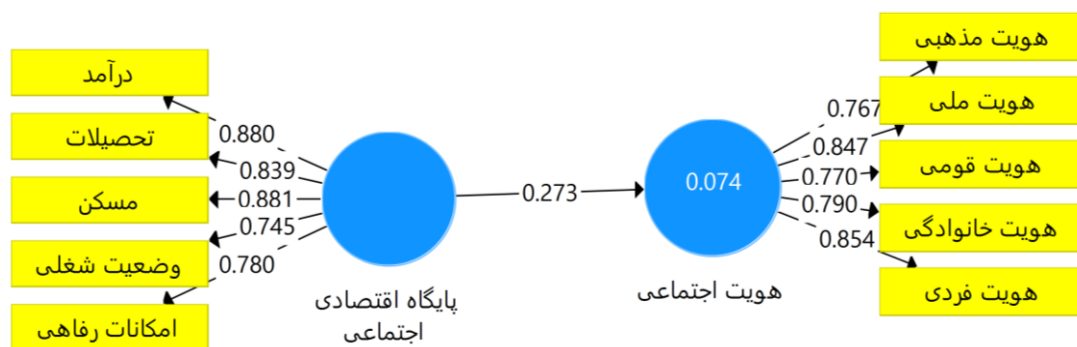 درآمد
تحصیلات
مسکن
وضعیت شغلی
امکانات رفاهی
0.880
0.839
0.881
0.745
0.780
پایگاه اقتصادی
اجتماعی
0.273
0.074
هویت اجتماعی
0.767
0.847
0.770
0.790
0.854
هویت مذهبی
هویت ملی
هویت قومی
هویت خانوادگی
هویت فردی